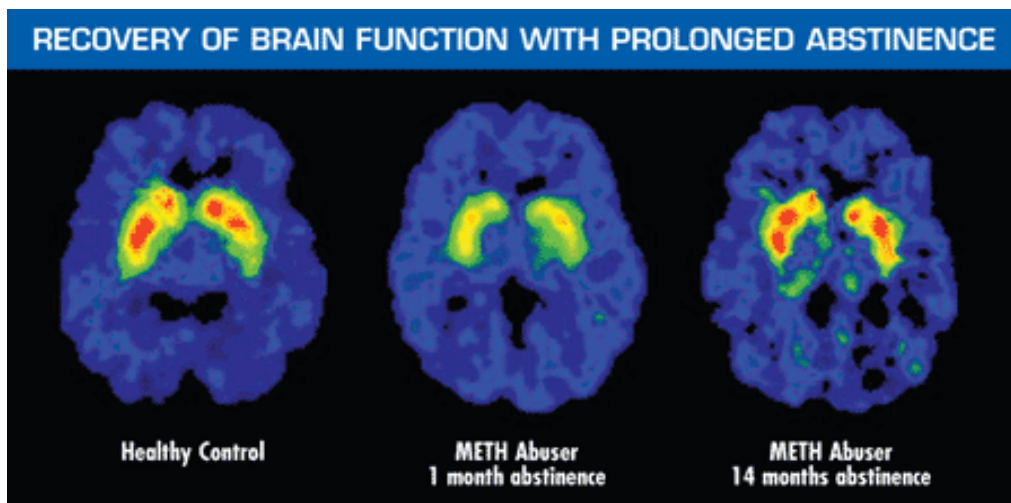 RECOVERY OF BRAIN FUNCTION WITH PROLONGED ABSTINENCE
Healthy Control
METH Abuser
1 month abstinence
METH Abuser
14 months abstinence